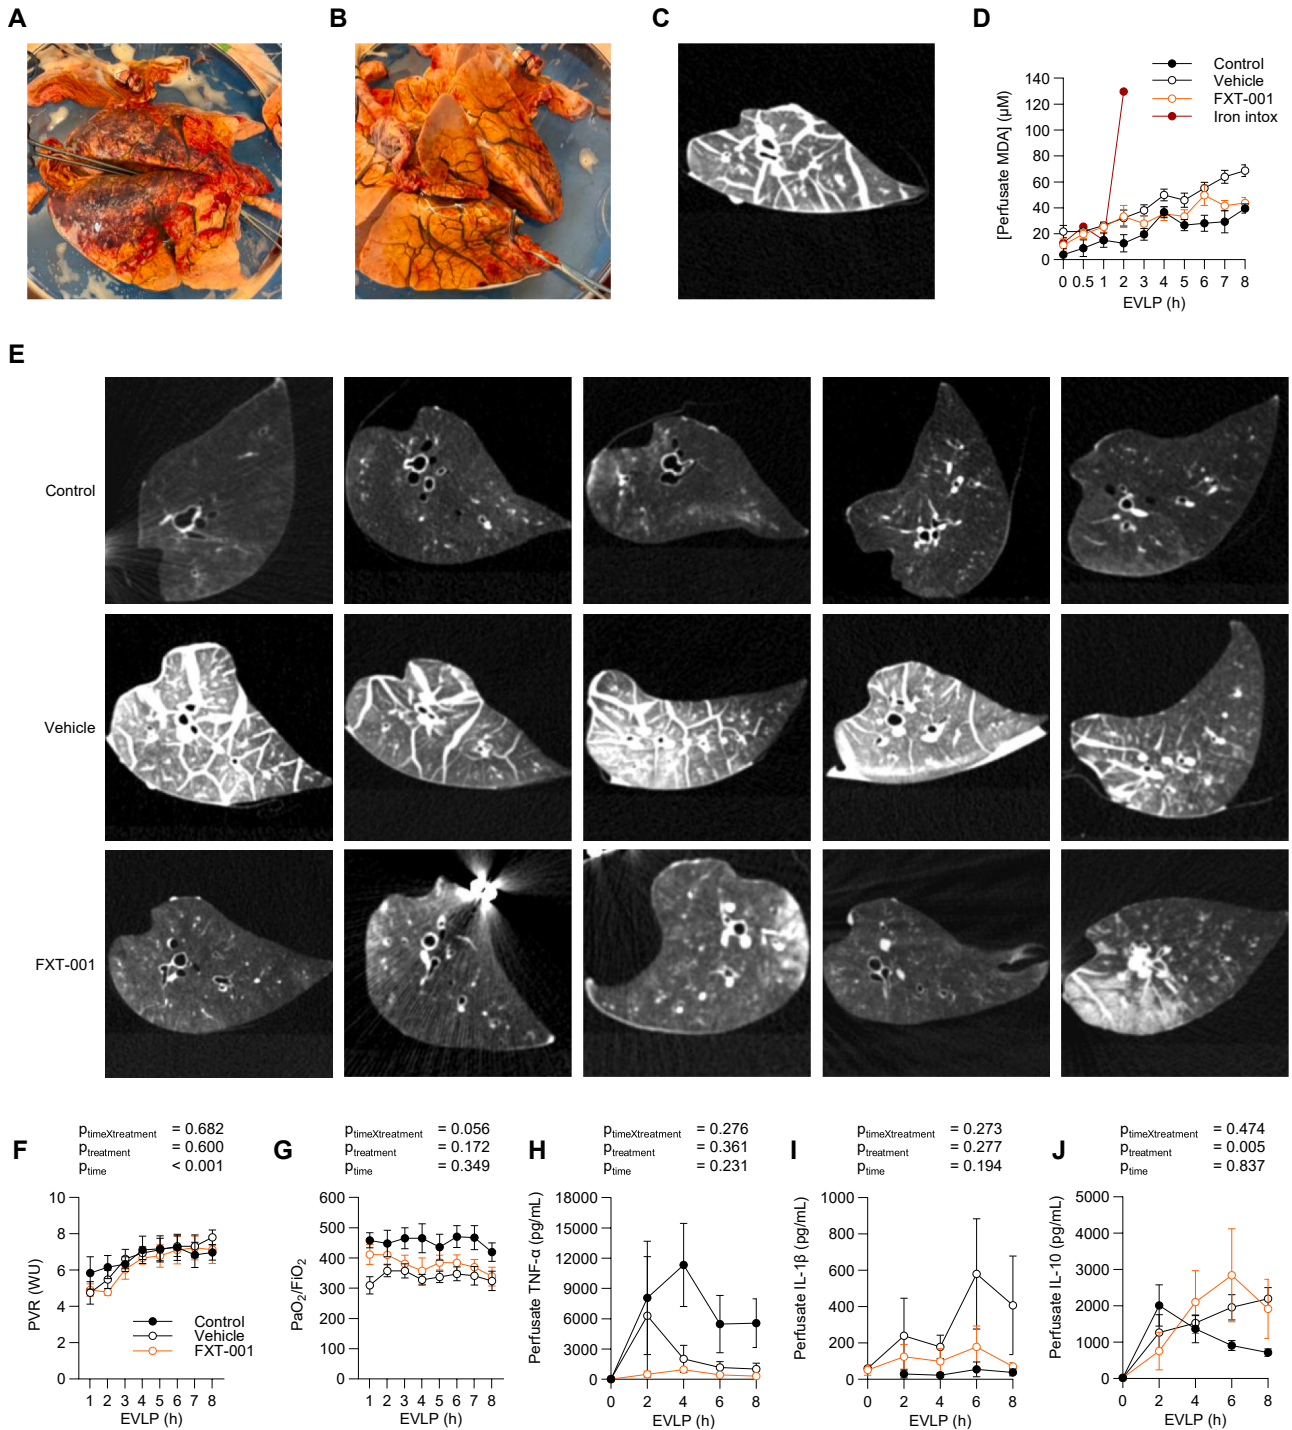 A
B
C
D
Control
Vehicle
FXT-001
Iron intox
[Perfusate MDA] (μM)
140
120
100
80
60
40
20
0
0 0.5 1 2 3 4 5 6 7 8
EVLP (h)
E
Control
Vehicle
FXT-001
F
ptimeXtreatment = 0.682
ptreatment = 0.600
ptime < 0.001
PVR (WU)
10
8
6
4
2
0
Control
Vehicle
FXT-001
1 2 3 4 5 6 7 8
EVLP (h)
G
ptimeXtreatment = 0.056
ptreatment = 0.172
ptime = 0.349
PaO2/FiO2
600
500
400
300
200
100
0
1 2 3 4 5 6 7 8
EVLP (h)
H
ptimeXtreatment = 0.276
ptreatment = 0.361
ptime = 0.231
Perfusate TNF-α (pg/mL)
18000
15000
12000
9000
6000
3000
0
0 2 4 6 8
EVLP (h)
I
ptimeXtreatment = 0.273
ptreatment = 0.277
ptime = 0.194
Perfusate IL-1β (pg/mL)
1000
800
600
400
200
0
0 2 4 6 8
EVLP (h)
J
ptimeXtreatment = 0.474
ptreatment = 0.005
ptime = 0.837
Perfusate IL-10 (pg/mL)
5000
4000
3000
2000
1000
0
0 2 4 6 8
EVLP (h)